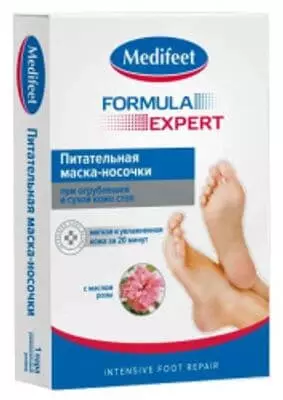 Medifeet
FORMULA
EXPERT
Питательная
маска-носочки
при огрубевшей
и сухой коже стоп
мягкая и увлажненная
кожа за 20 минут
с маслом
розы
INTENSIVE FOOT REPAIR
Medifeet
Питательная маска-носочки
1 пара